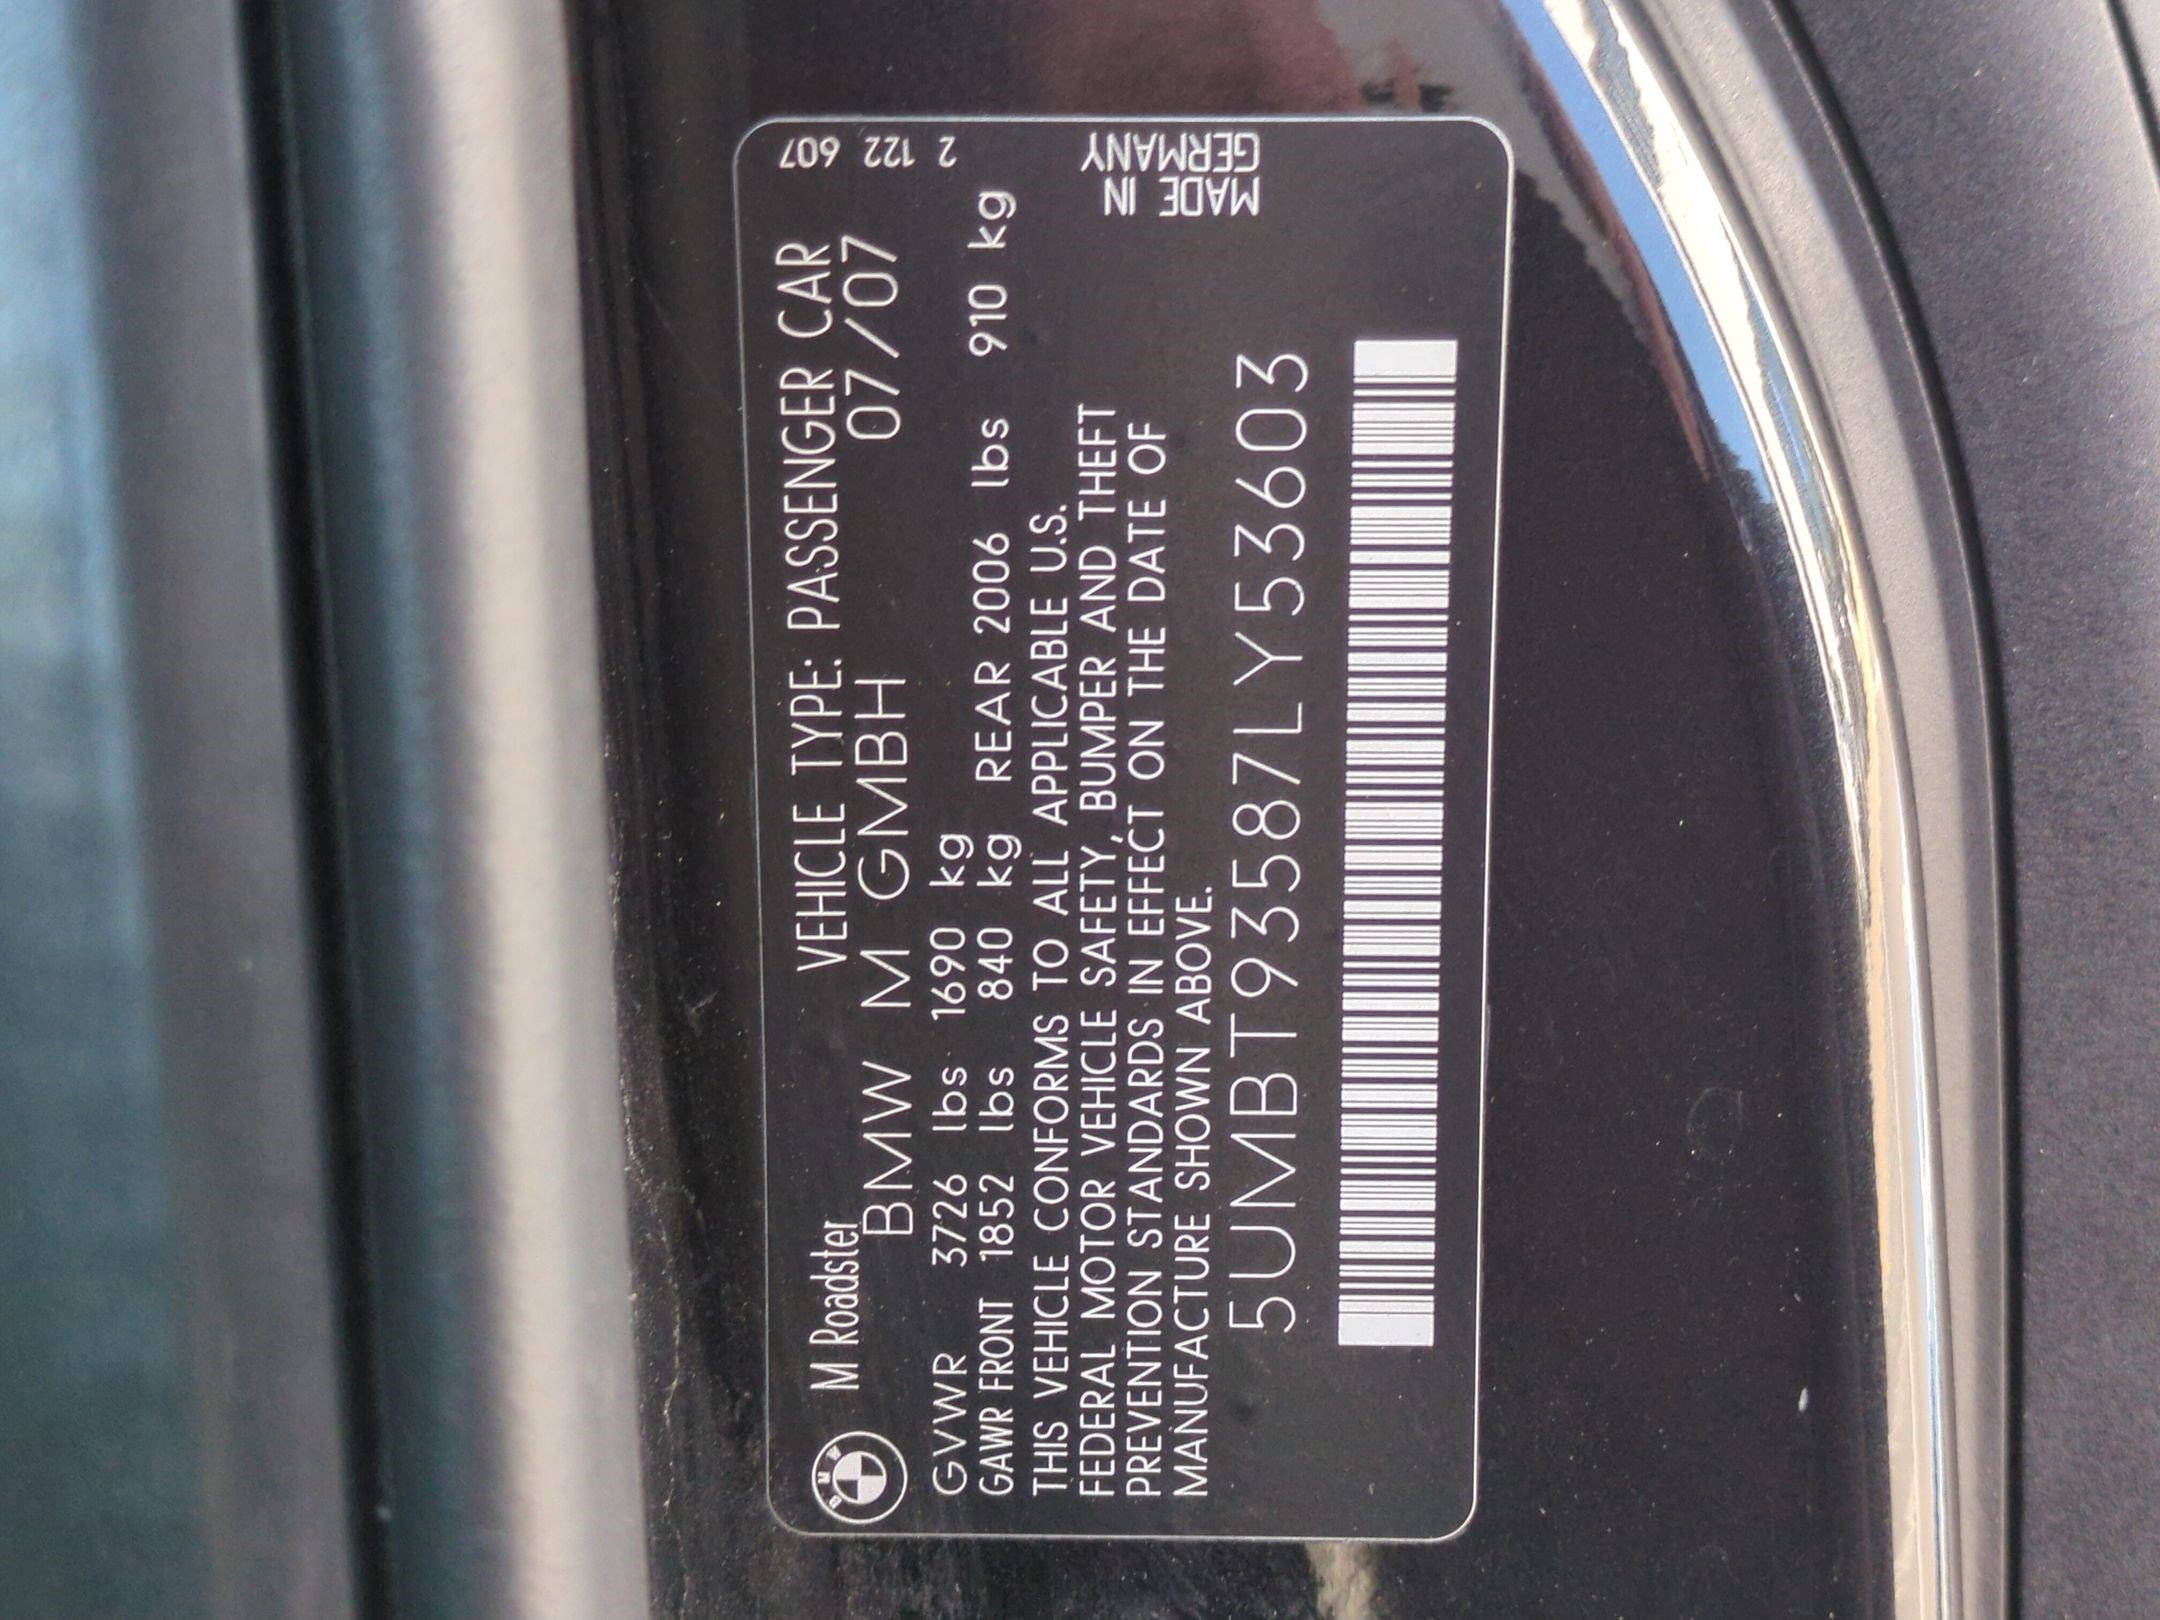 BMW
M Roadster VEHICLE TYPE: PASSENGER CAR
BMW M GMBH 07/07
GVWR 3726 lbs 1690 kg
GAWR FRONT 1852 lbs 840 kg REAR 2006 lbs 910 kg
THIS VEHICLE CONFORMS TO ALL APPLICABLE U.S.
FEDERAL MOTOR VEHICLE SAFETY, BUMPER AND THEFT
PREVENTION STANDARDS IN EFFECT ON THE DATE OF
MANUFACTURE SHOWN ABOVE.
5UMBT93587LY53603
2 122 607
MADE IN
GERMANY